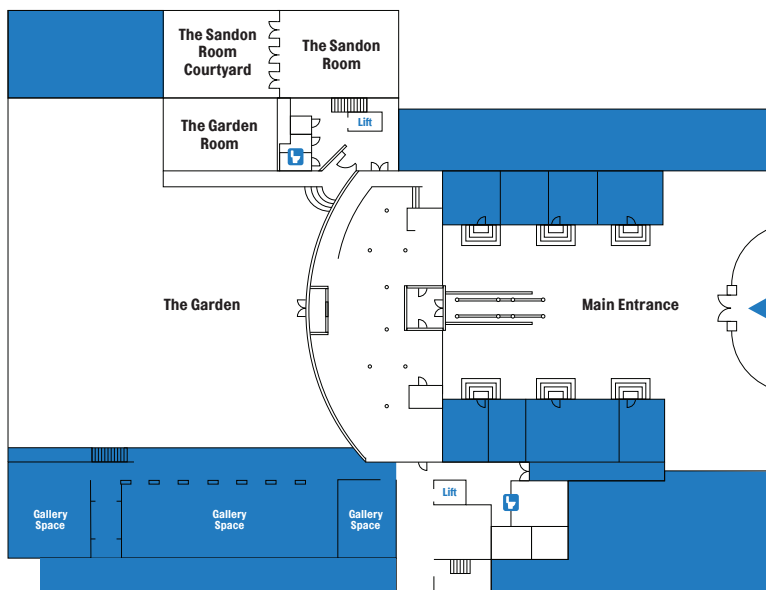 The Sandon
Room
Courtyard
The Sandon
Room
The Garden
Room
Lift
The Garden
Main Entrance
Lift
Gallery
Space
Gallery
Space
Gallery
Space